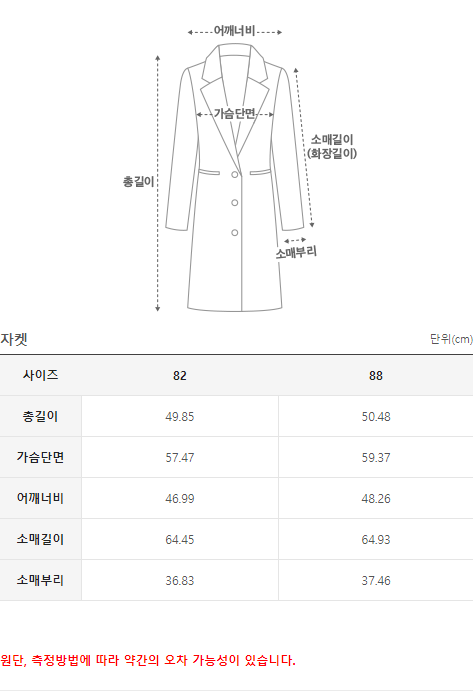 어깨너비
가슴단면
소매길이
(화장길이)
총길이
소매부리
자켓 단위(cm)
사이즈 82 88
총길이 49.85 50.48
가슴단면 57.47 59.37
어깨너비 46.99 48.26
소매길이 64.45 64.93
소매부리 36.83 37.46
원단, 측정방법에 따라 약간의 오차 가능성이 있습니다.